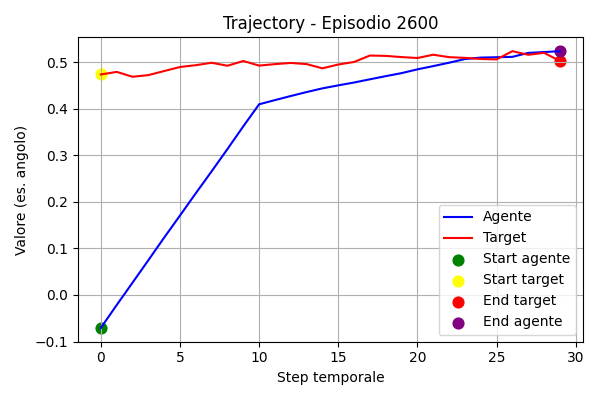 Trajectory - Episodio 2600
Valore (es. angolo)
0.5
0.4
0.3
0.2
0.1
0.0
−0.1
Agente
Target
Start agente
Start target
End target
End agente
0 5 10 15 20 25 30
Step temporale